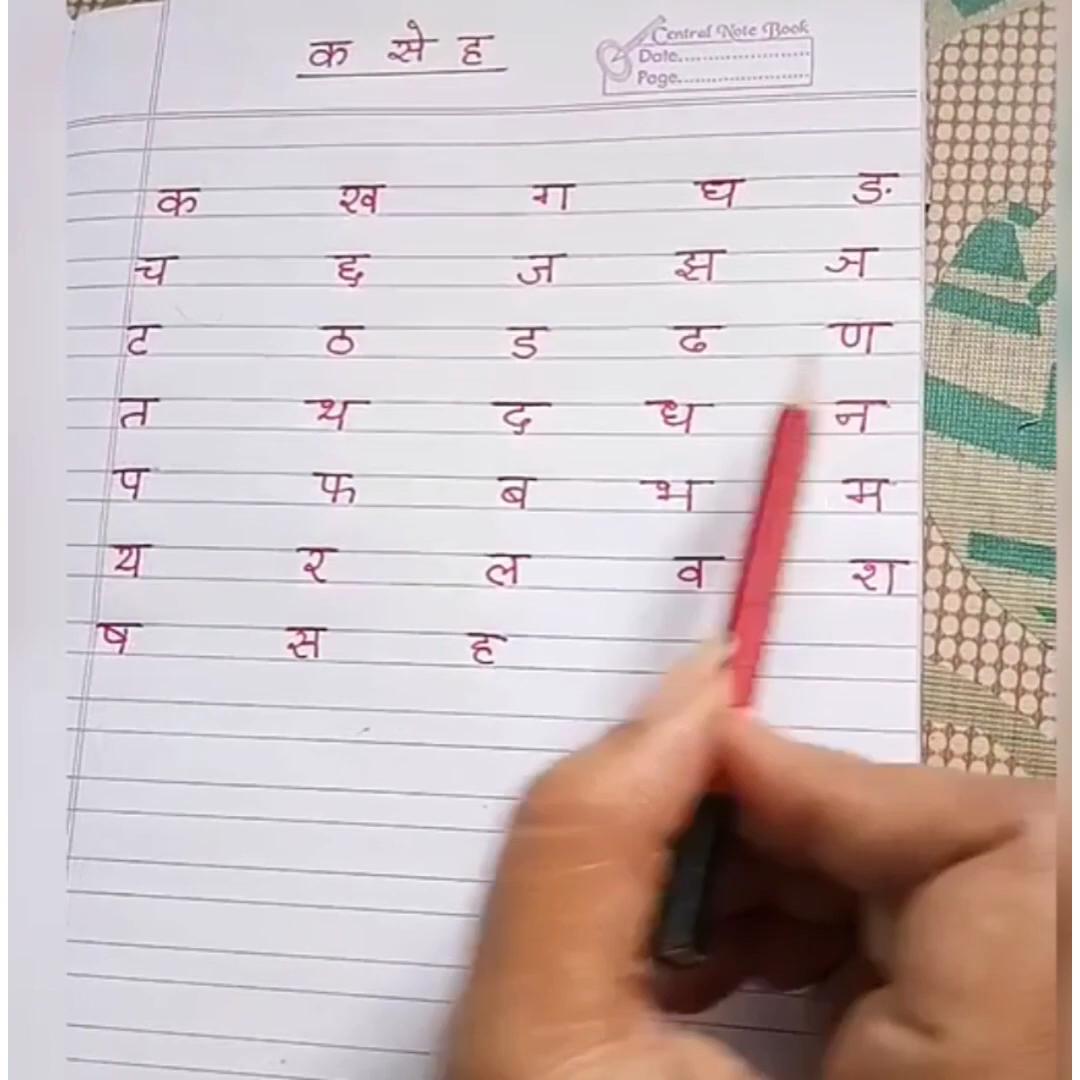 क से ह
Central Note Book
Date
Page
क ख ग घ ङ
च छ ज झ ञ
ट ठ ड ढ ण
त थ द ध न
प फ ब भ म
य र ल व श
ष स ह